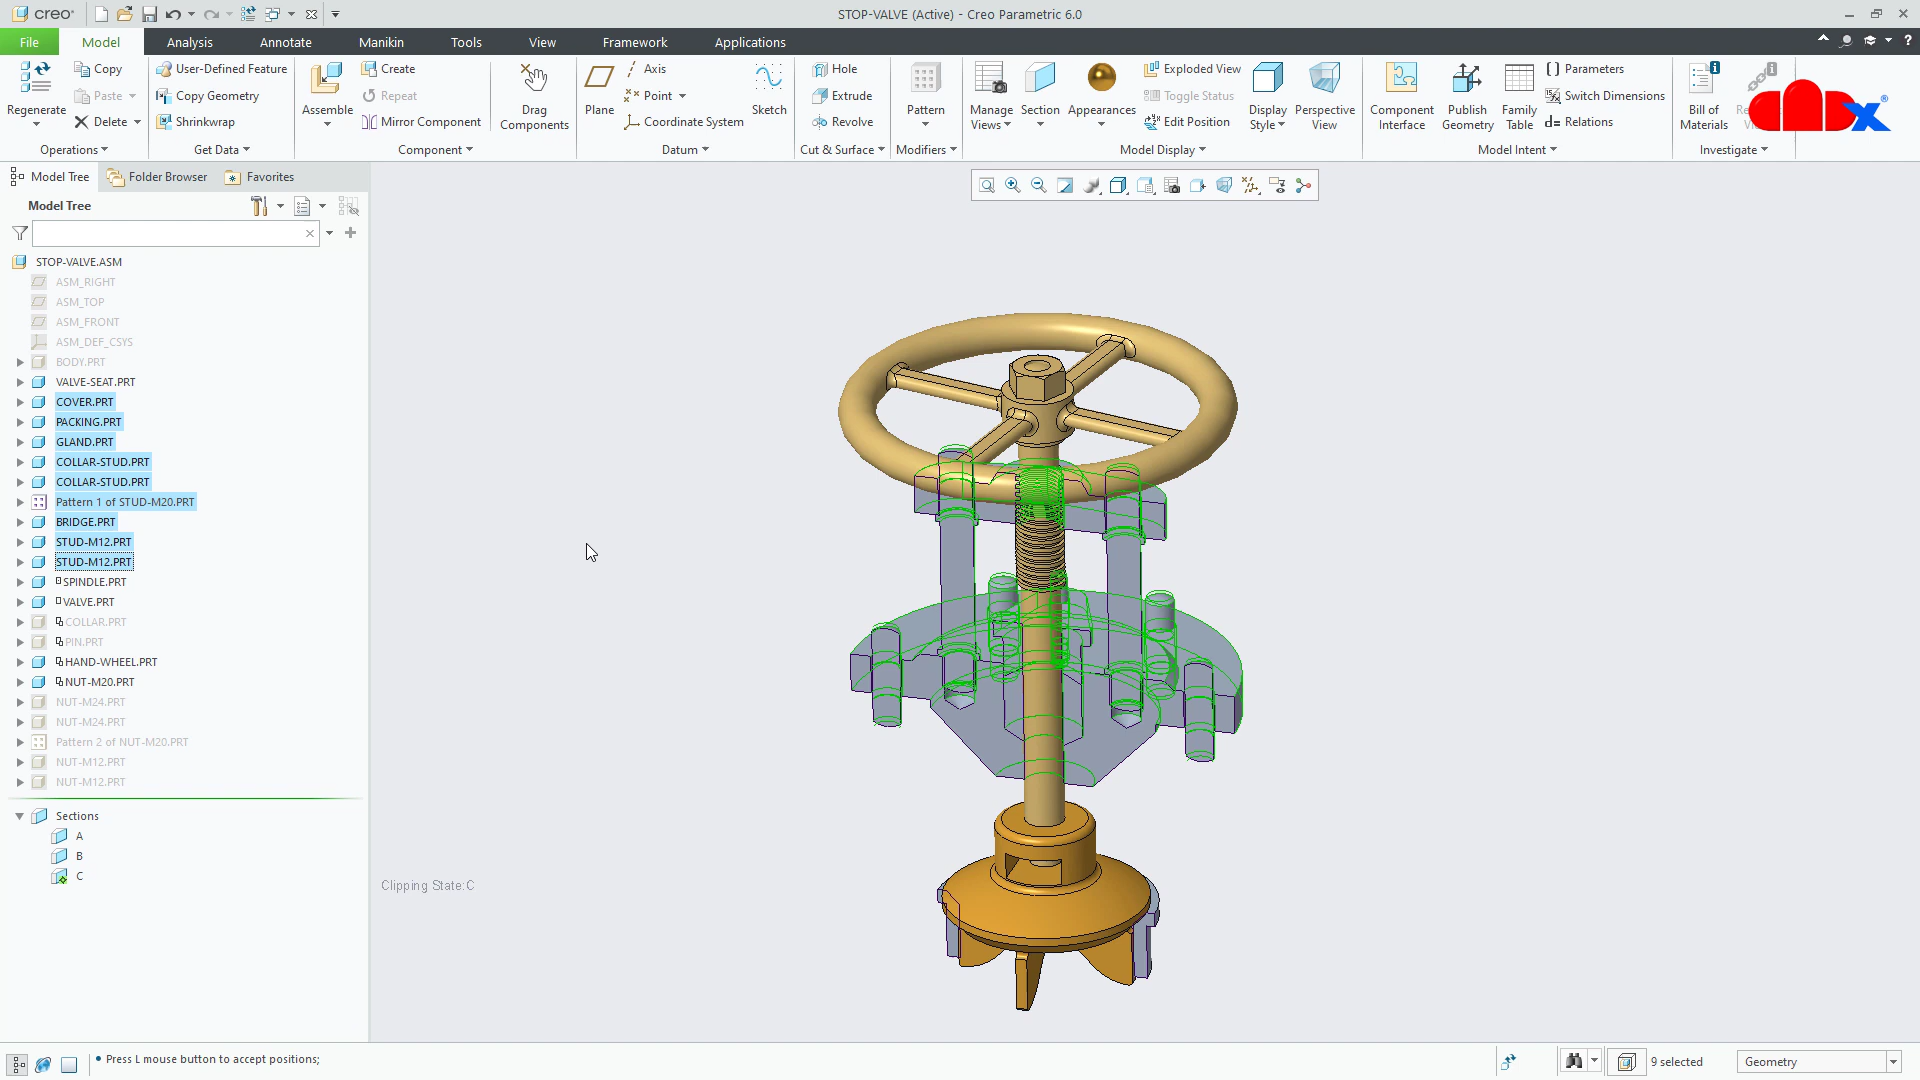 creo
STOP-VALVE (Active) - Creo Parametric 6.0
File
Model
Analysis
Annotate
Manikin
Tools
View
Framework
Applications
Regenerate
Copy
Paste
Delete
Operations
User-Defined Feature
Copy Geometry
Shrinkwrap
Get Data
Assemble
Create
Repeat
Mirror Component
Drag
Components
Component
Plane
Axis
Point
Coordinate System
Sketch
Datum
Hole
Extrude
Revolve
Cut & Surface
Pattern
Modifiers
Manage
Views
Section
Appearances
Exploded View
Toggle Status
Edit Position
Display
Style
Perspective
View
Model Display
Component
Interface
Publish
Geometry
Family
Table
Parameters
Switch Dimensions
Relations
Model Intent
Bill of
Materials
Investigate
CADx
Model Tree
Folder Browser
Favorites
Model Tree
STOP-VALVE.ASM
ASM_RIGHT
ASM_TOP
ASM_FRONT
ASM_DEF_CSYS
BODY.PRT
VALVE-SEAT.PRT
COVER.PRT
PACKING.PRT
GLAND.PRT
COLLAR-STUD.PRT
COLLAR-STUD.PRT
Pattern 1 of STUD-M20.PRT
BRIDGE.PRT
STUD-M12.PRT
STUD-M12.PRT
SPINDLE.PRT
VALVE.PRT
COLLAR.PRT
PIN.PRT
HAND-WHEEL.PRT
NUT-M20.PRT
NUT-M24.PRT
NUT-M24.PRT
Pattern 2 of NUT-M20.PRT
NUT-M12.PRT
NUT-M12.PRT
Sections
A
B
C
Clipping State:C
Press L mouse button to accept positions;
9 selected
Geometry